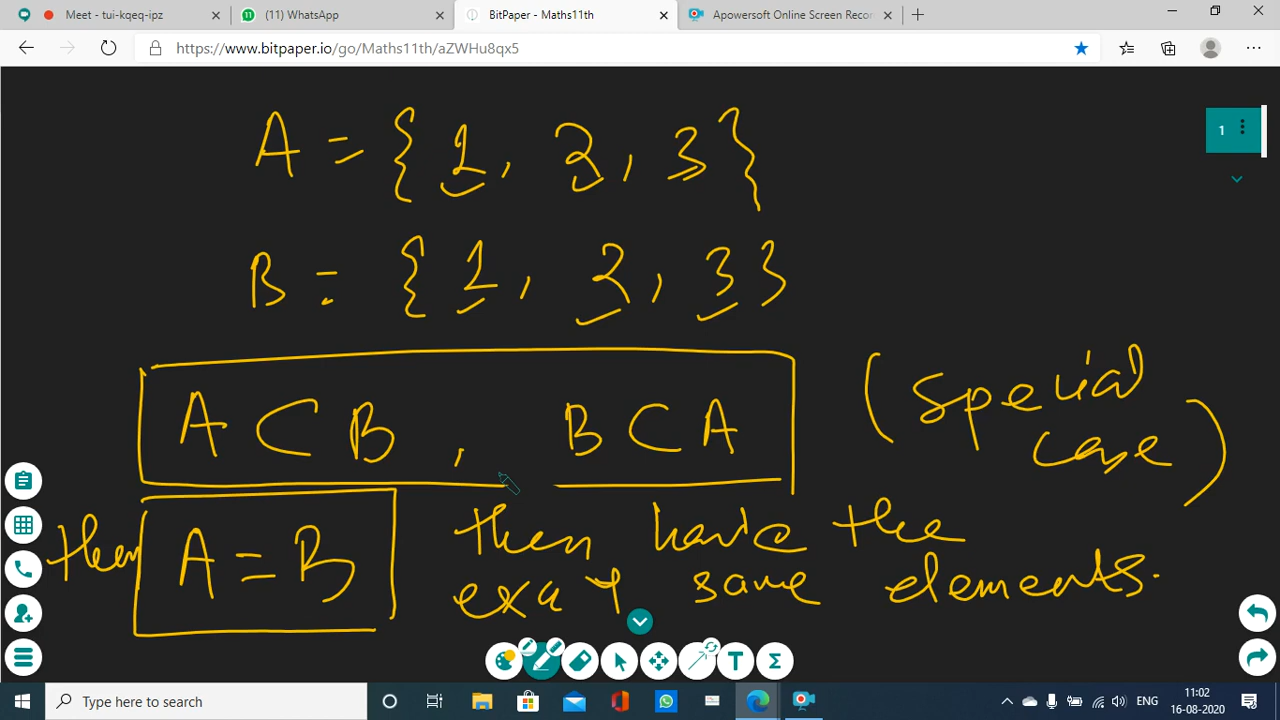 Meet - tui-kqeq-ipz
(11) WhatsApp
BitPaper - Maths11th
Apowersoft Online Screen Recor
https://www.bitpaper.io/go/Maths11th/aZWHu8qx5
1
A = {1, 2, 3}
B = {1, 2, 3}
A ⊂ B, B ⊂ A
(special
case)
then A = B
then have the
exact same elements.
T Σ
Type here to search
ENG
11:02
16-08-2020